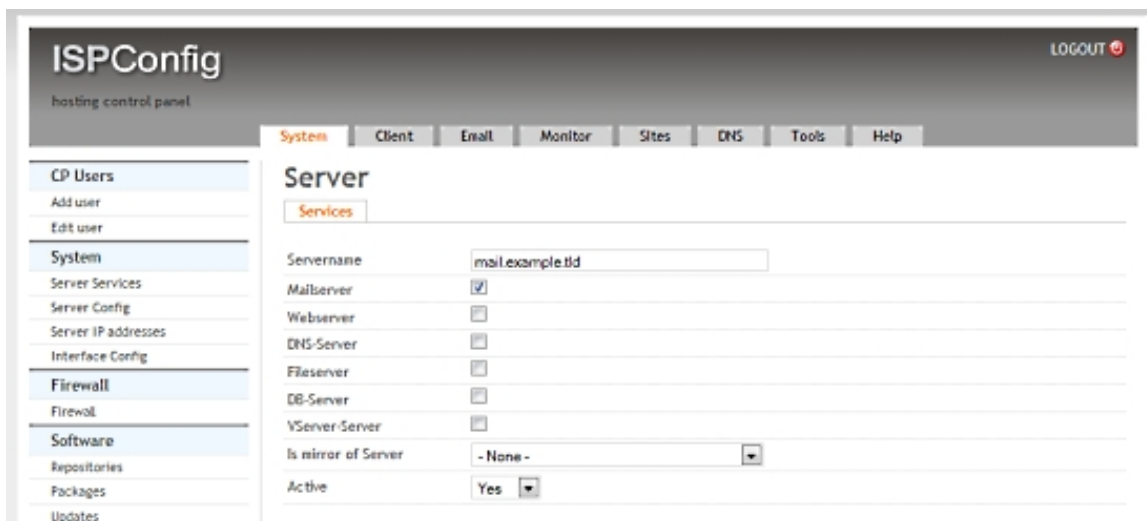 ISPConfig
LOGOUT
hosting control panel
System Client Email Monitor Sites DNS Tools Help
CP Users
Add user
Edit user
System
Server Services
Server Config
Server IP addresses
Interface Config
Firewall
Firewall
Software
Repositories
Packages
Updates
Server
Services
Servername mail.example.tld
Mailserver
Webserver
DNS-Server
Fileserver
DB-Server
VServer-Server
Is mirror of Server - None -
Active Yes